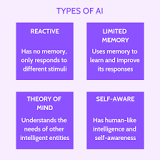 TYPES OF AI
REACTIVE
Has no memory,
only responds to
different stimuli
LIMITED
MEMORY
Uses memory to
learn and improve
its responses
THEORY OF
MIND
Understands the
needs of other
intelligent entities
SELF-AWARE
Has human-like
intelligence and
self-awareness